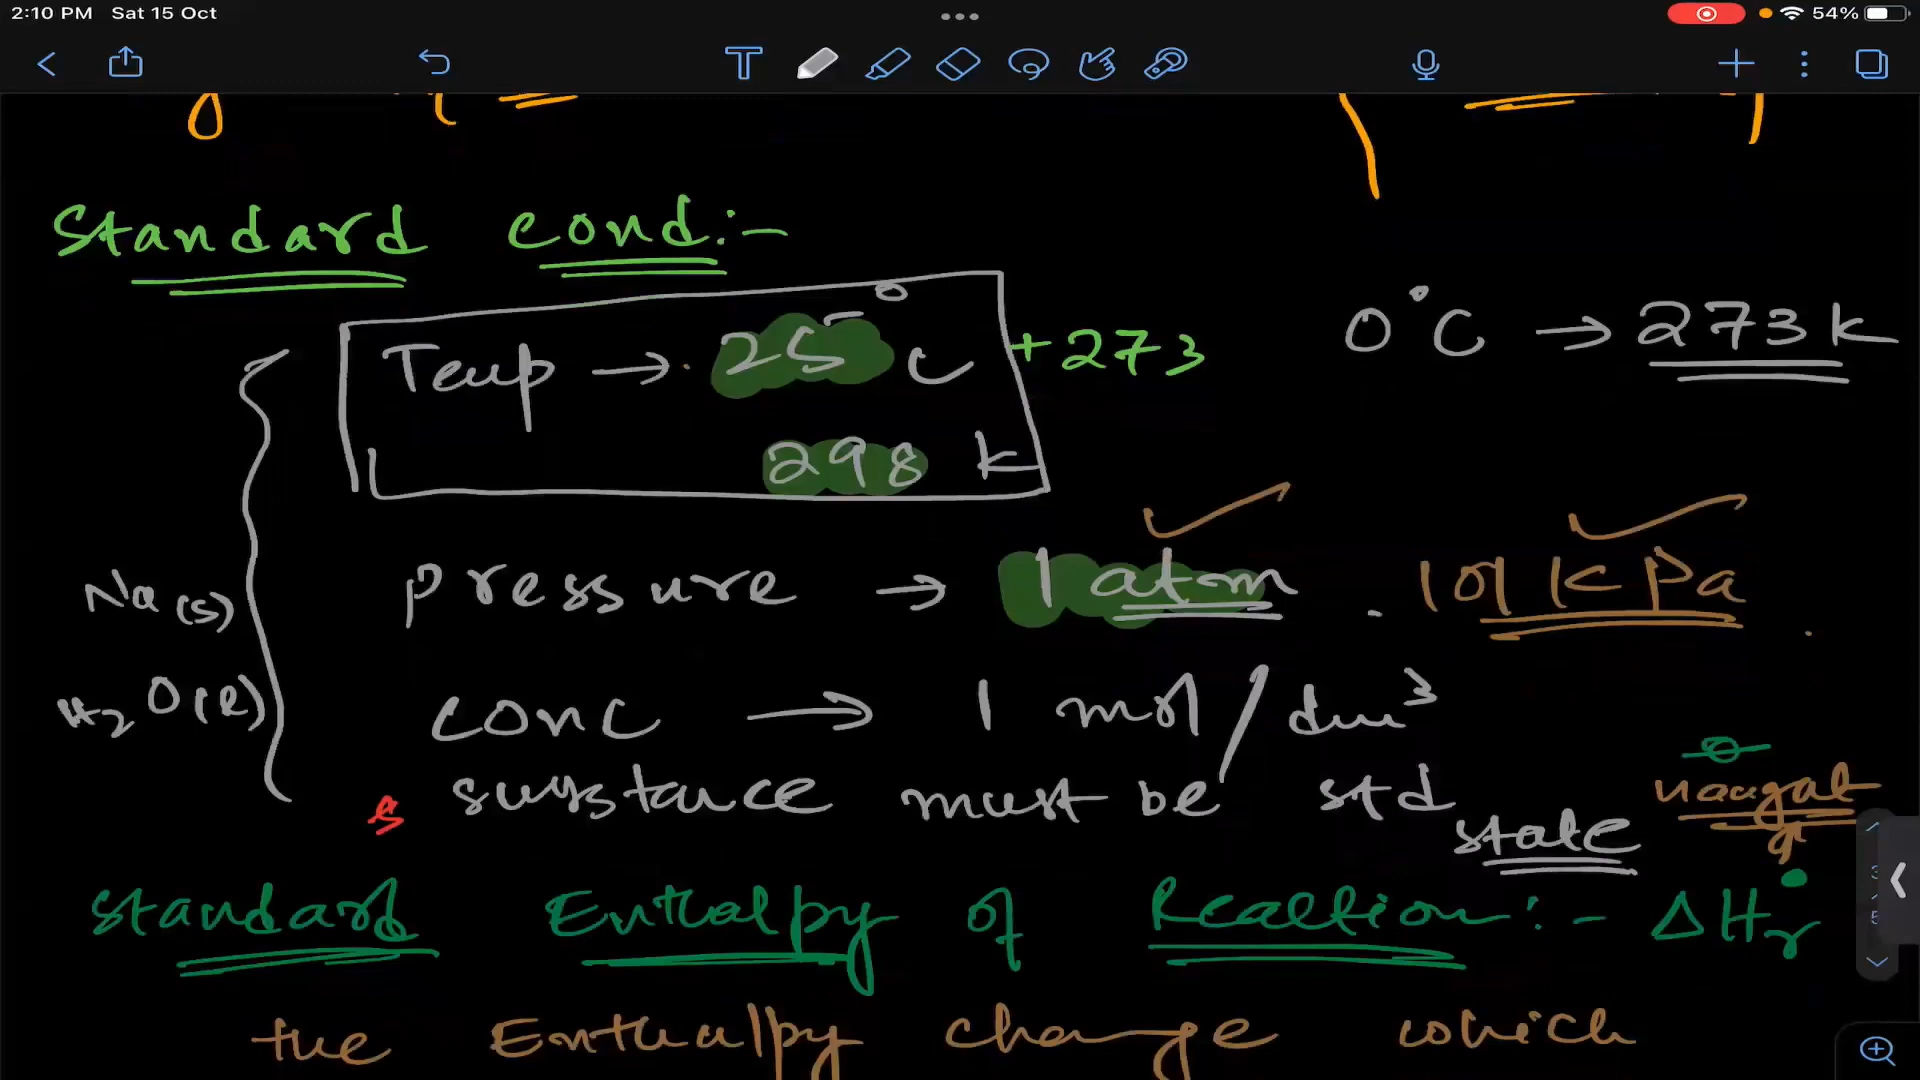 2:10 PM Sat 15 Oct
54%
Standard cond:-
Temp → 25°C +273
0°C → 273 k
298 k
pressure → 1 atm . 101 KPa
Na(s)
conc → 1 mol/dm³
H₂O(l)
substance must be std state
Standard Enthalpy of Reaction:- ΔHr°
the Enthalpy change which